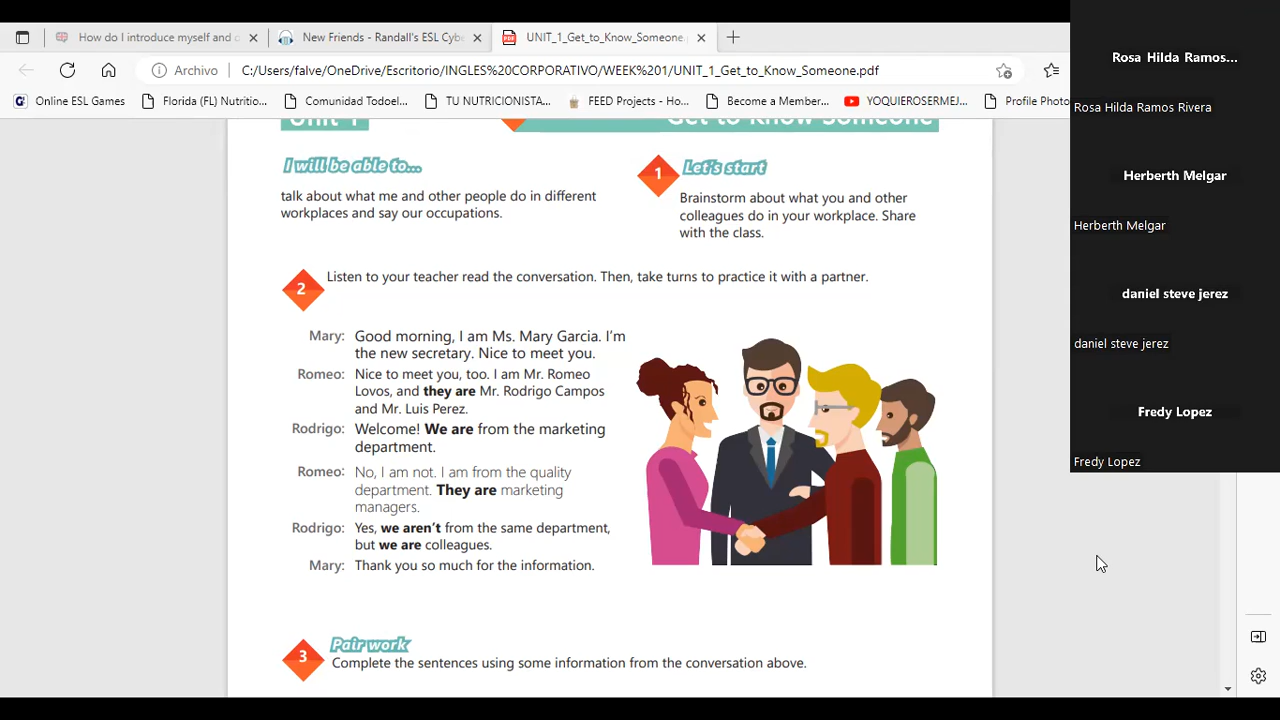 How do I introduce myself and
New Friends - Randall's ESL Cybe
UNIT_1_Get_to_Know_Someone.
Archivo
C:/Users/falve/OneDrive/Escritorio/INGLES%20CORPORATIVO/WEEK%201/UNIT_1_Get_to_Know_Someone.pdf
Online ESL Games
Florida (FL) Nutritio...
Comunidad Todoel...
TU NUTRICIONISTA...
FEED Projects - Ho...
Become a Member...
YOQUIEROSERMEJ...
Profile Photo
Unit 1
Get to Know Someone
I will be able to...
talk about what me and other people do in different
workplaces and say our occupations.
1
Let's start
Brainstorm about what you and other
colleagues do in your workplace. Share
with the class.
2
Listen to your teacher read the conversation. Then, take turns to practice it with a partner.
Mary: Good morning, I am Ms. Mary Garcia. I'm
the new secretary. Nice to meet you.
Romeo: Nice to meet you, too. I am Mr. Romeo
Lovos, and they are Mr. Rodrigo Campos
and Mr. Luis Perez.
Rodrigo: Welcome! We are from the marketing
department.
Romeo: No, I am not. I am from the quality
department. They are marketing
managers.
Rodrigo: Yes, we aren't from the same department,
but we are colleagues.
Mary: Thank you so much for the information.
3
Pair work
Complete the sentences using some information from the conversation above.
Rosa Hilda Ramos...
Rosa Hilda Ramos Rivera
Herberth Melgar
Herberth Melgar
daniel steve jerez
daniel steve jerez
Fredy Lopez
Fredy Lopez